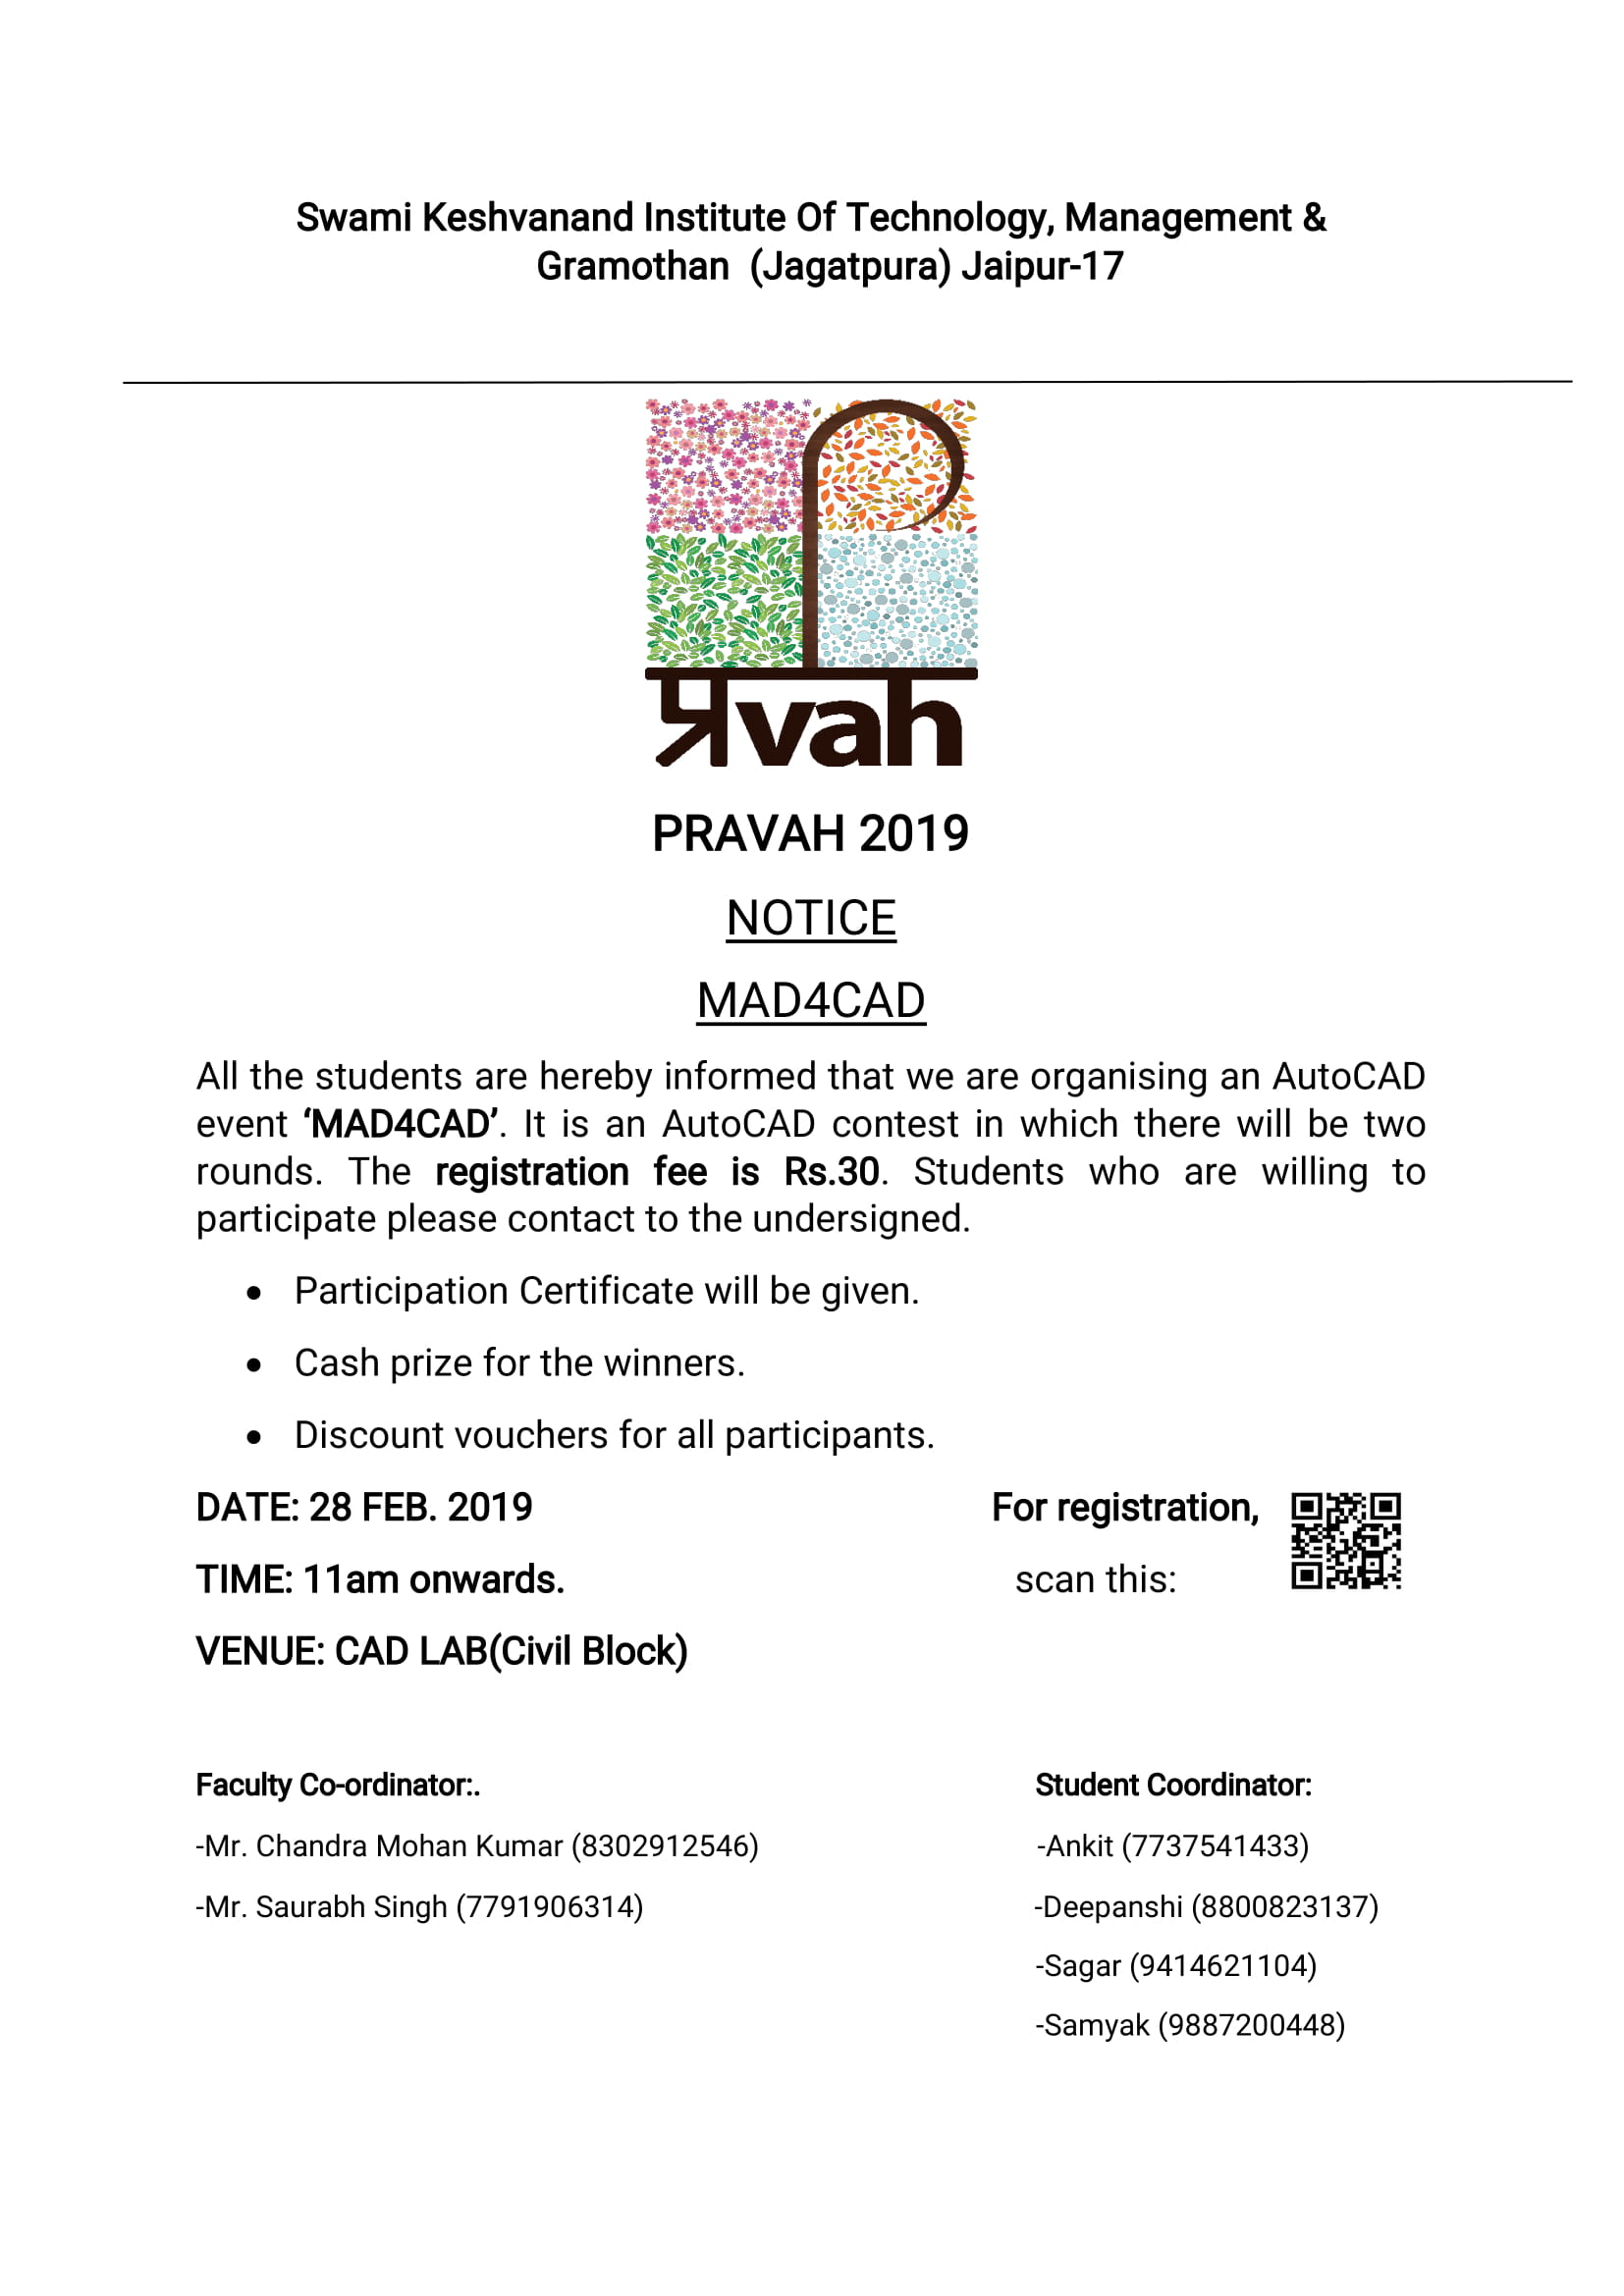 Swami Keshvanand Institute Of Technology, Management &
Gramothan (Jagatpura) Jaipur-17
प्रvah
PRAVAH 2019
NOTICE
MAD4CAD
All the students are hereby informed that we are organising an AutoCAD
event ‘MAD4CAD’. It is an AutoCAD contest in which there will be two
rounds. The registration fee is Rs.30. Students who are willing to
participate please contact to the undersigned.
• Participation Certificate will be given.
• Cash prize for the winners.
• Discount vouchers for all participants.
DATE: 28 FEB. 2019 For registration,
TIME: 11am onwards. scan this:
VENUE: CAD LAB(Civil Block)
Faculty Co-ordinator:. Student Coordinator:
-Mr. Chandra Mohan Kumar (8302912546) -Ankit (7737541433)
-Mr. Saurabh Singh (7791906314) -Deepanshi (8800823137)
-Sagar (9414621104)
-Samyak (9887200448)